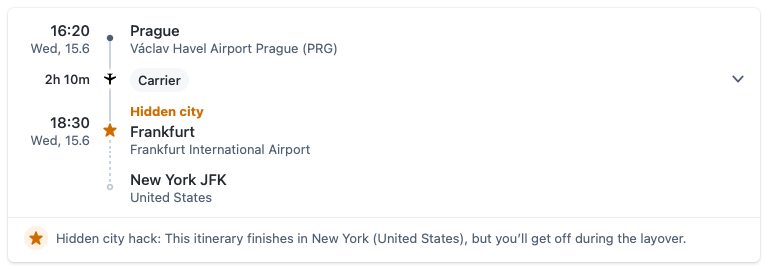 16:20
Prague
Wed, 15.6
Václav Havel Airport Prague (PRG)
2h 10m
Carrier
Hidden city
18:30
Frankfurt
Wed, 15.6
Frankfurt International Airport
New York JFK
United States
Hidden city hack: This itinerary finishes in New York (United States), but you’ll get off during the layover.